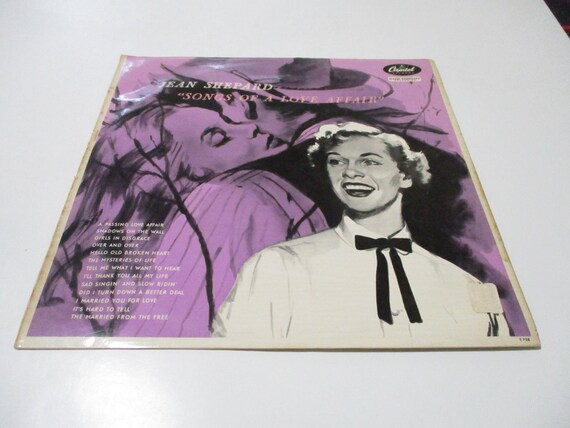 Capitol
JEAN SHEPARD
"SONGS OF A LOVE AFFAIR"
A PASSING LOVE AFFAIR
SHADOWS ON THE WALL
GIRLS IN DISGRACE
OVER AND OVER
HELLO OLD BROKEN HEART
THE MYSTERIES OF LIFE
TELL ME WHAT I WANT TO HEAR
I'LL THANK YOU ALL MY LIFE
SAD SINGIN' AND SLOW RIDIN'
DID I TURN DOWN A BETTER DEAL
I MARRIED YOU FOR LOVE
IT'S HARD TO TELL
THE MARRIED FROM THE FREE
T-728